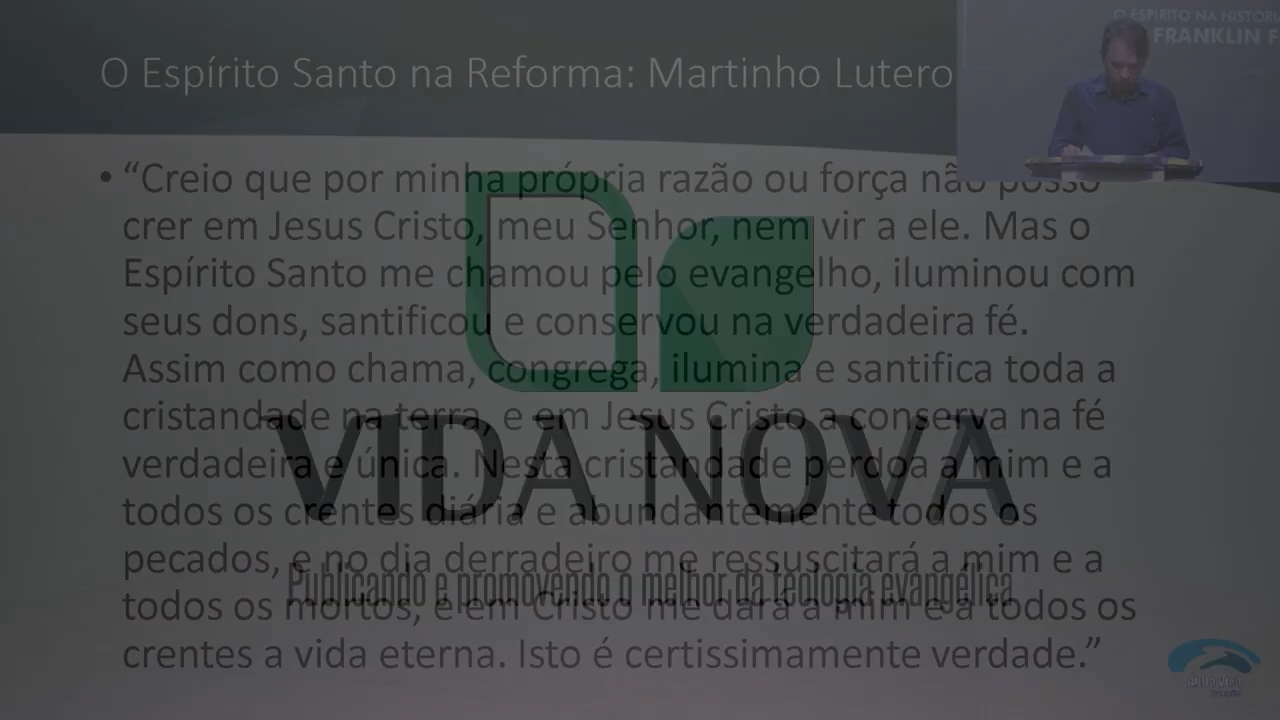 O Espírito Santo na Reforma: Martinho Lutero
O ESPÍRITO NA HISTÓRI
FRANKLIN F
• “Creio que por minha própria razão ou força não posso
crer em Jesus Cristo, meu Senhor, nem vir a ele. Mas o
Espírito Santo me chamou pelo evangelho, iluminou com
seus dons, santificou e conservou na verdadeira fé.
Assim como chama, congrega, ilumina e santifica toda a
cristandade na terra, e em Jesus Cristo a conserva na fé
verdadeira e única. Nesta cristandade perdoa a mim e a
todos os crentes diária e abundantemente todos os
pecados, e no dia derradeiro me ressuscitará a mim e a
todos os mortos, e em Cristo me dará a mim e a todos os
crentes a vida eterna. Isto é certissimamente verdade.”
VIDA NOVA
Publicando e promovendo o melhor da teologia evangélica